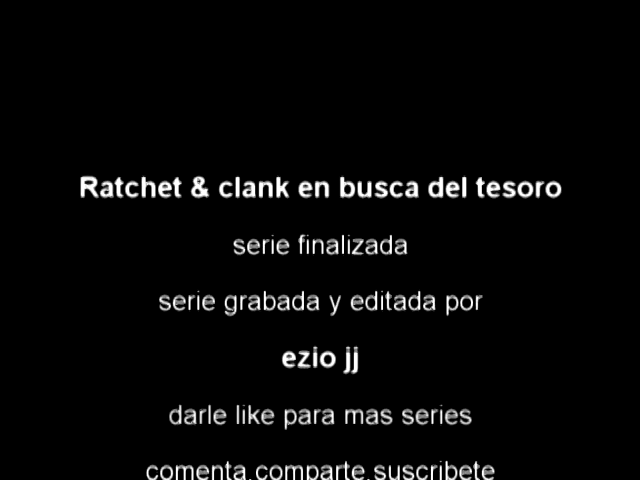 Ratchet & clank en busca del tesoro
serie finalizada
serie grabada y editada por
ezio jj
darle like para mas series
comenta,comparte,suscribete